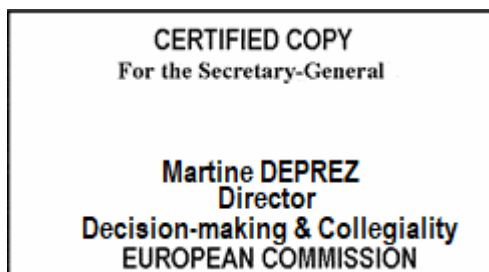 CERTIFIED COPY
For the Secretary-General
Martine DEPREZ
Director
Decision-making & Collegiality
EUROPEAN COMMISSION